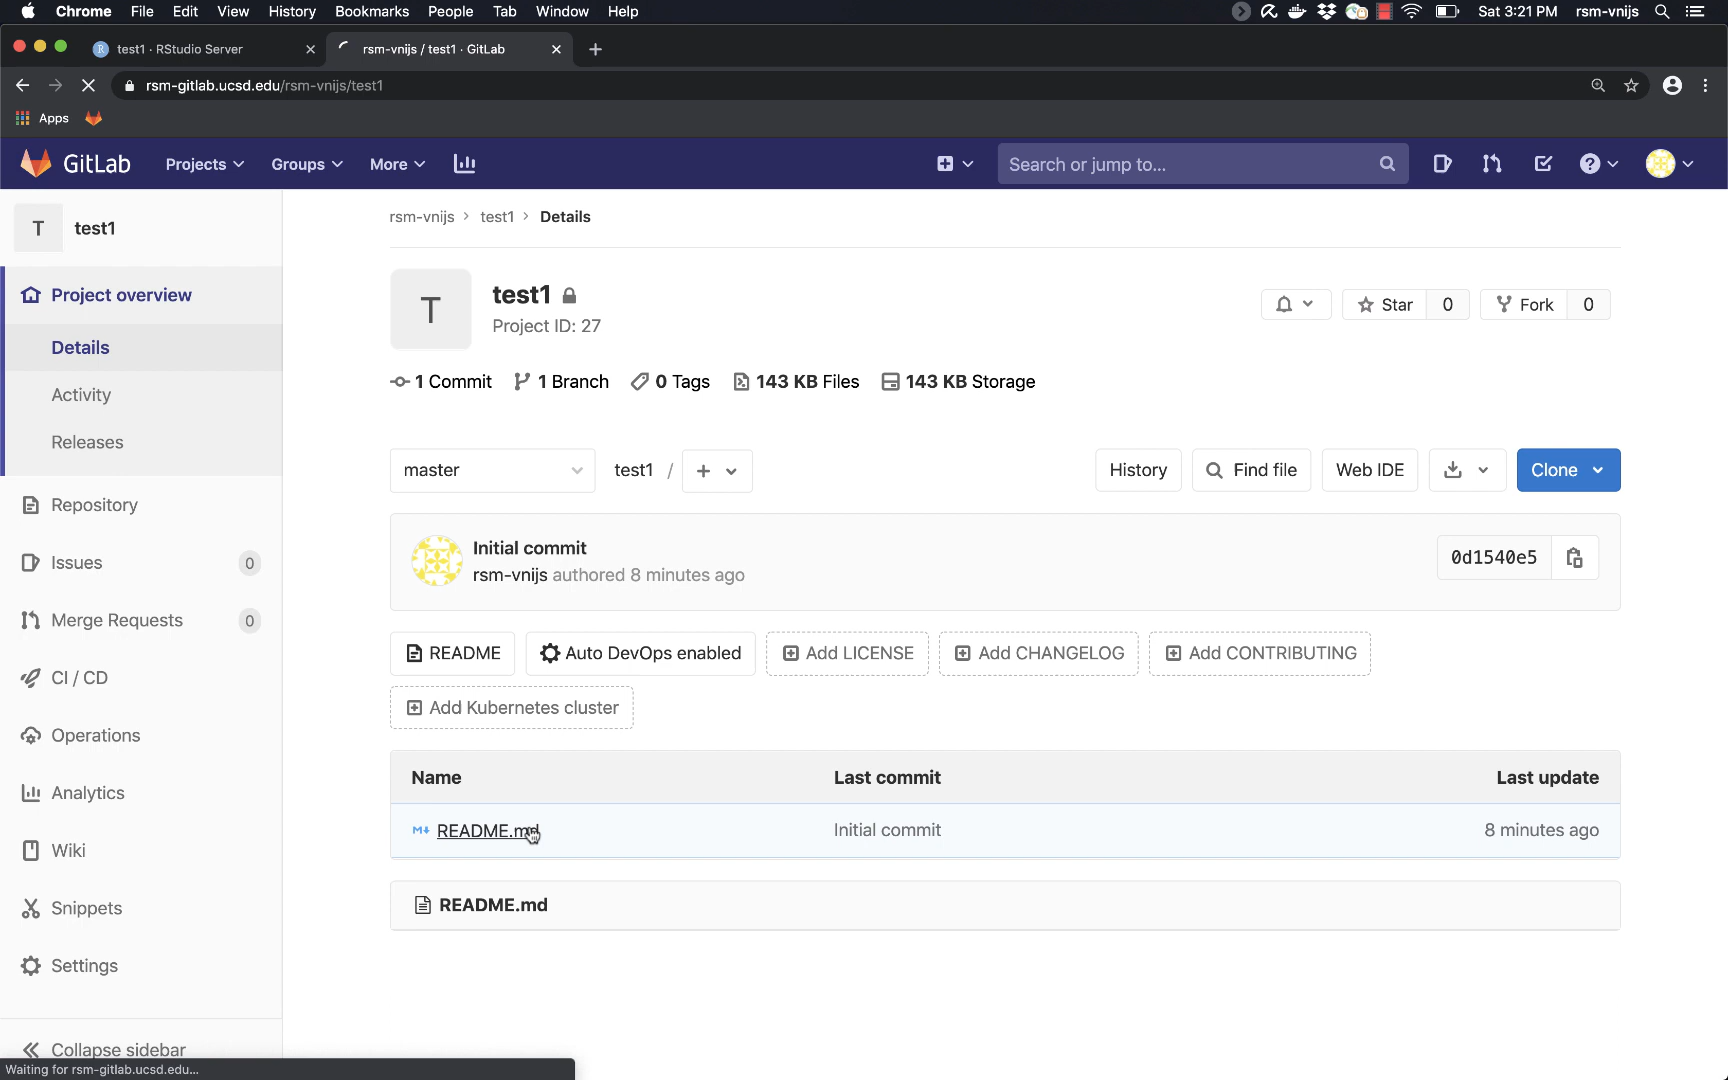 Chrome File Edit View History Bookmarks People Tab Window Help Sat 3:21 PM rsm-vnijs
test1 · RStudio Server rsm-vnijs / test1 · GitLab
rsm-gitlab.ucsd.edu/rsm-vnijs/test1
Apps
GitLab Projects Groups More Search or jump to...
T test1
rsm-vnijs > test1 > Details
Project overview
Details
Activity
Releases
Repository
Issues 0
Merge Requests 0
CI / CD
Operations
Analytics
Wiki
Snippets
Settings
Collapse sidebar
T
test1
Project ID: 27
Star 0 Fork 0
1 Commit 1 Branch 0 Tags 143 KB Files 143 KB Storage
master test1 / + History Find file Web IDE Clone
Initial commit
rsm-vnijs authored 8 minutes ago
0d1540e5
README Auto DevOps enabled Add LICENSE Add CHANGELOG Add CONTRIBUTING
Add Kubernetes cluster
Name Last commit Last update
M README.md Initial commit 8 minutes ago
README.md
Waiting for rsm-gitlab.ucsd.edu...